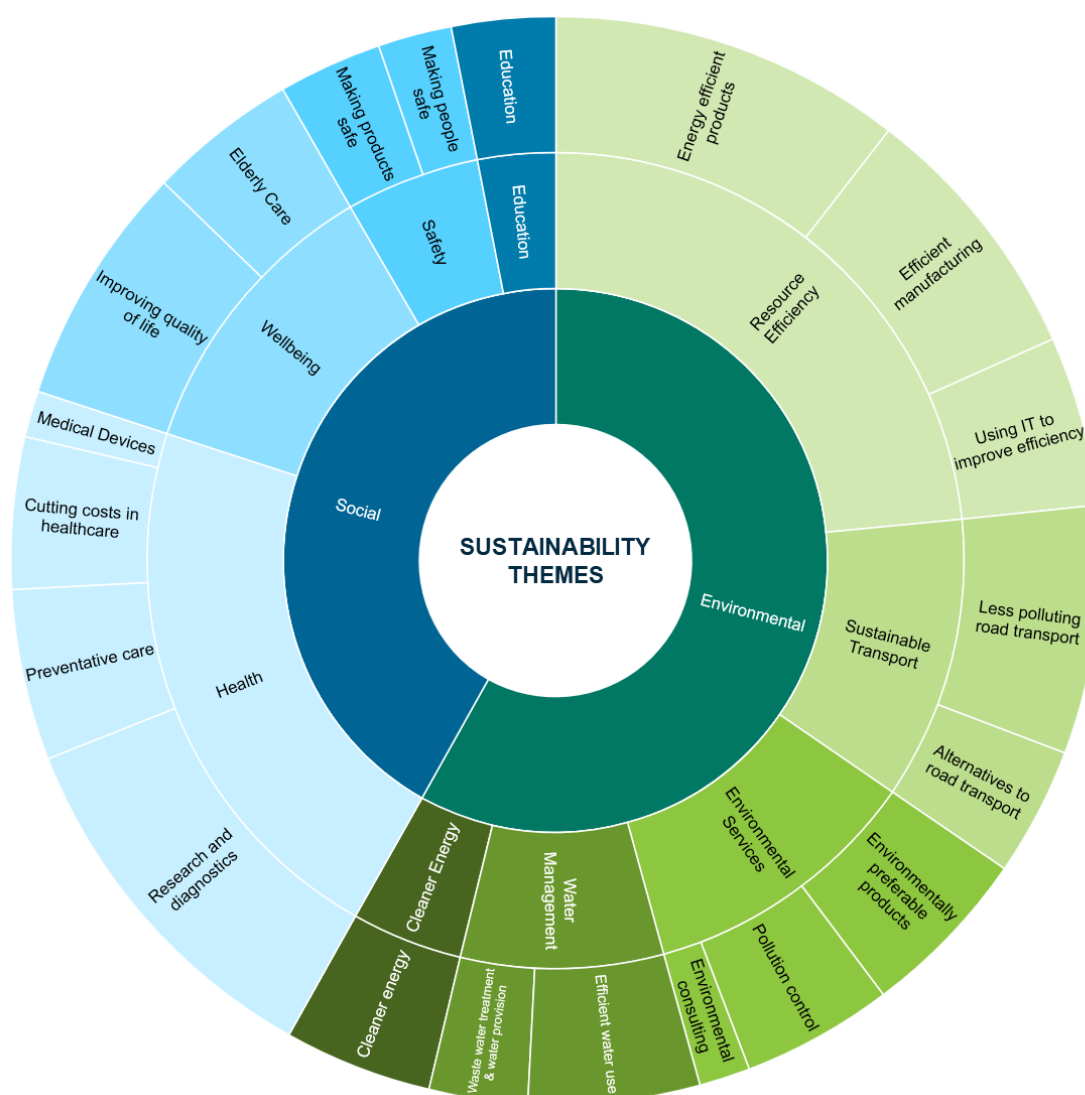 SUSTAINABILITY
THEMES
Environmental
Social
Resource
Efficiency
Sustainable
Transport
Environmental
Services
Water
Management
Cleaner Energy
Health
Wellbeing
Safety
Education
Energy efficient
products
Efficient
manufacturing
Using IT to
improve efficiency
Less polluting
road transport
Alternatives to
road transport
Environmentally
preferable
products
Pollution control
Environmental
consulting
Efficient water use
Waste water treatment
& water provision
Cleaner energy
Research and
diagnostics
Preventative care
Cutting costs in
healthcare
Medical Devices
Improving quality
of life
Elderly Care
Making products
safe
Making people
safe
Education